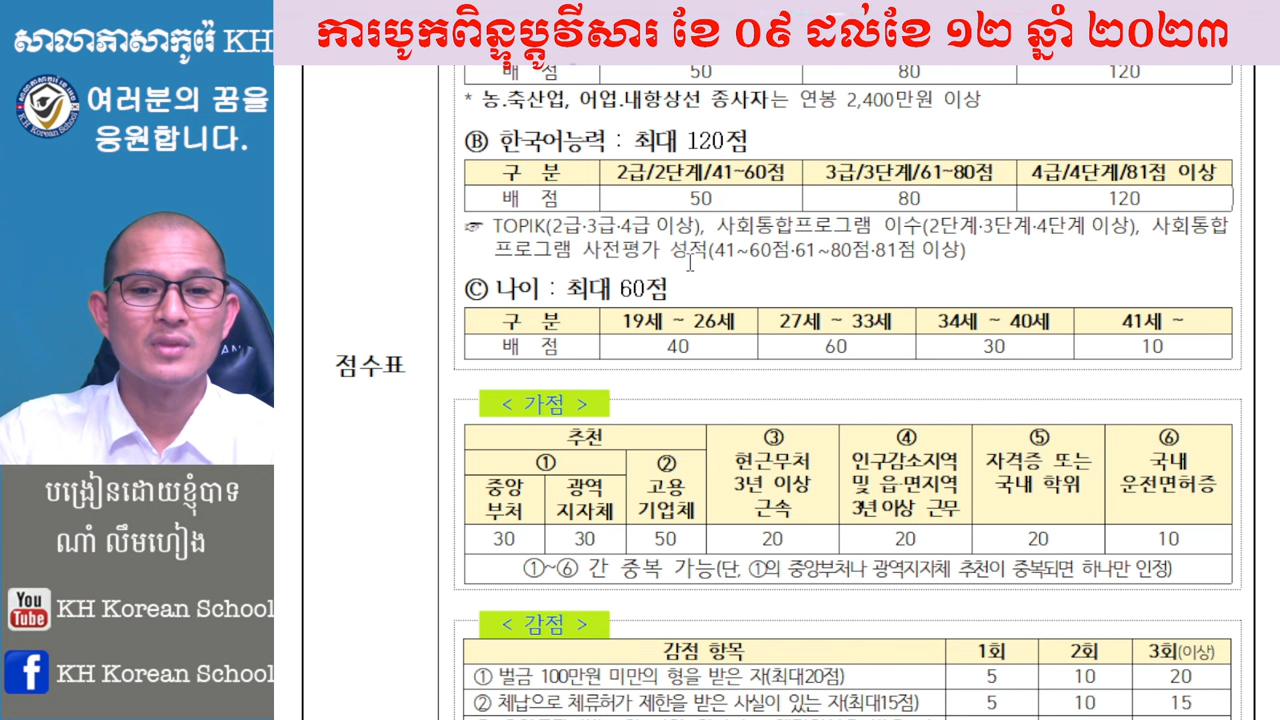 សាលាភាសាកូរ៉េ KH
여러분의 꿈을
응원합니다.
ការបូកពិន្ទុប្តូវីសារ ខែ ០៩ ដល់ខែ ១២ ឆ្នាំ ២០២៣
배 점 50 80 120
* 농.축산업, 어업.내항상선 종사자는 연봉 2,400만원 이상
Ⓑ 한국어능력 : 최대 120점
구 분 2급/2단계/41~60점 3급/3단계/61~80점 4급/4단계/81점 이상
배 점 50 80 120
☞ TOPIK(2급·3급·4급 이상), 사회통합프로그램 이수(2단계·3단계·4단계 이상), 사회통합
프로그램 사전평가 성적(41~60점·61~80점·81점 이상)
Ⓒ 나이 : 최대 60점
구 분 19세 ~ 26세 27세 ~ 33세 34세 ~ 40세 41세 ~
배 점 40 60 30 10
점수표
< 가점 >
추천
①
중앙
부처
광역
지자체
②
고용
기업체
③
현근무처
3년 이상
근속
④
인구감소지역
및 읍·면지역
3년이상 근무
⑤
자격증 또는
국내 학위
⑥
국내
운전면허증
30 30 50 20 20 20 10
①~⑥ 간 중복 가능(단, ①의 중앙부처나 광역지자체 추천이 중복되면 하나만 인정)
< 감점 >
감점 항목 1회 2회 3회(이상)
① 벌금 100만원 미만의 형을 받은 자(최대20점) 5 10 20
② 체납으로 체류허가 제한을 받은 사실이 있는 자(최대15점) 5 10 15
បង្រៀនដោយខ្ញុំបាទ
ណាំ លឹមហៀង
You
Tube
KH Korean School
f KH Korean School